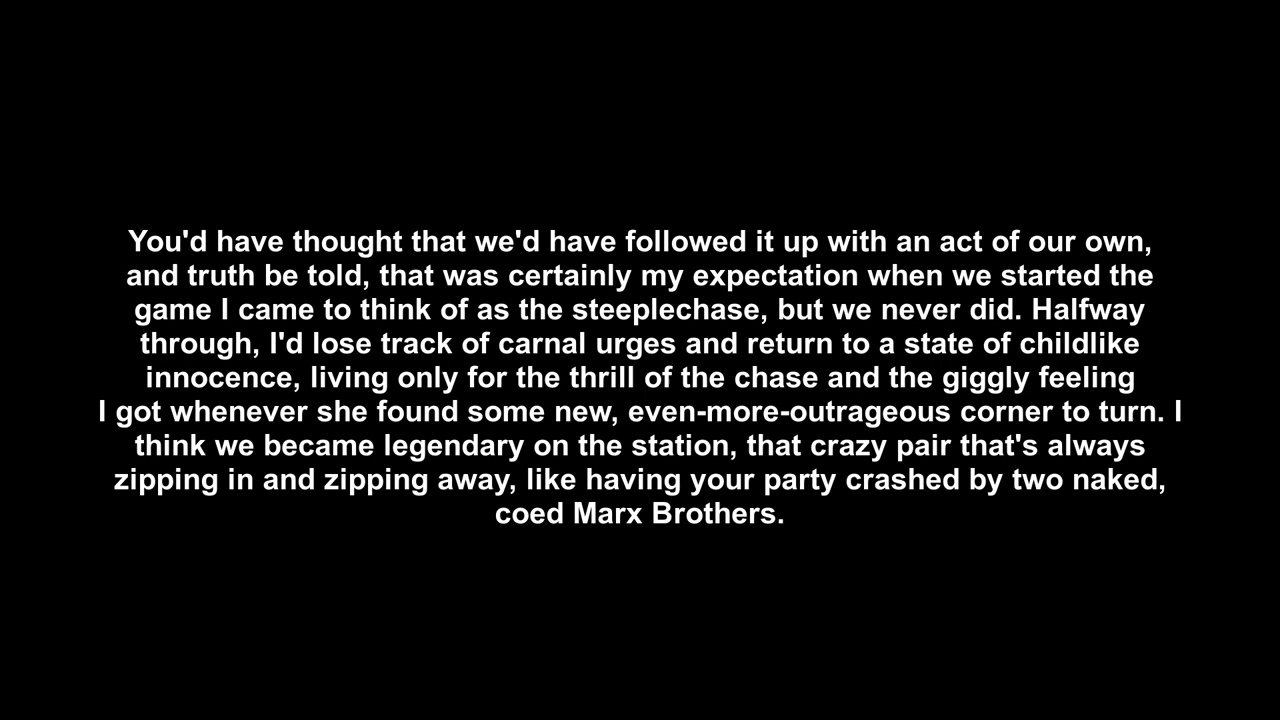 You'd have thought that we'd have followed it up with an act of our own,
and truth be told, that was certainly my expectation when we started the
game I came to think of as the steeplechase, but we never did. Halfway
through, I'd lose track of carnal urges and return to a state of childlike
innocence, living only for the thrill of the chase and the giggly feeling
I got whenever she found some new, even-more-outrageous corner to turn. I
think we became legendary on the station, that crazy pair that's always
zipping in and zipping away, like having your party crashed by two naked,
coed Marx Brothers.